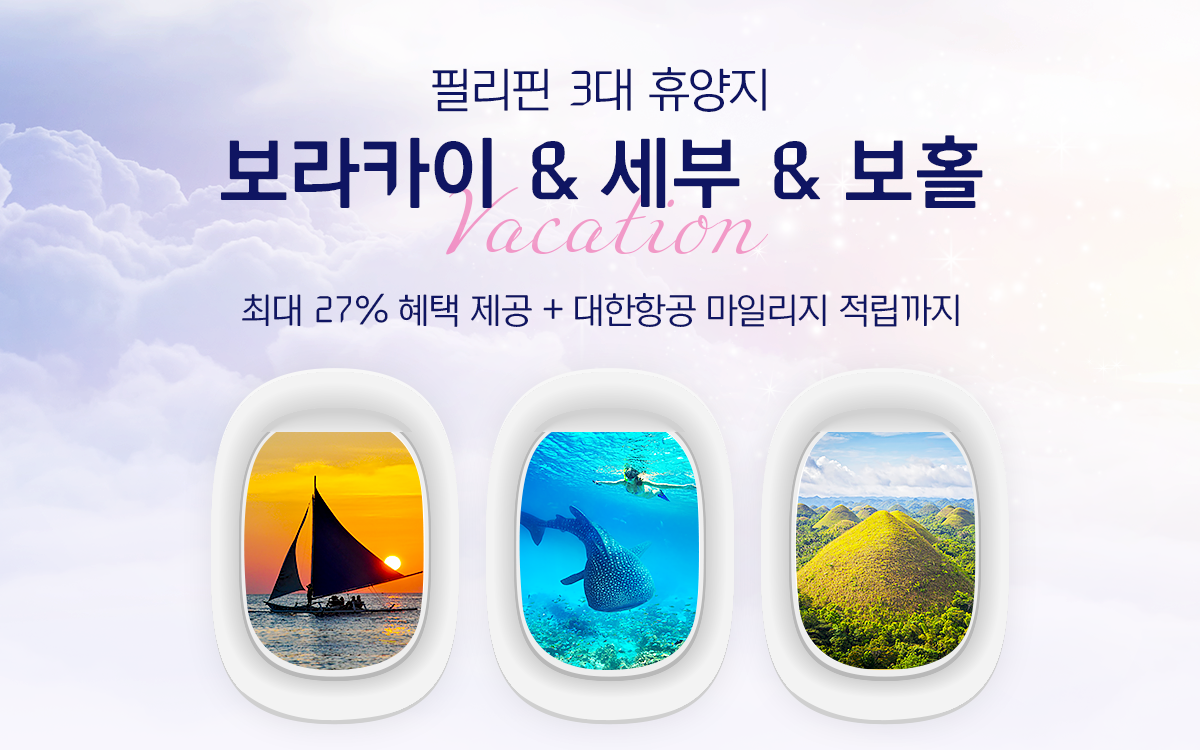 필리핀 3대 휴양지
보라카이 & 세부 & 보홀
Vacation
최대 27% 혜택 제공 + 대한항공 마일리지 적립까지